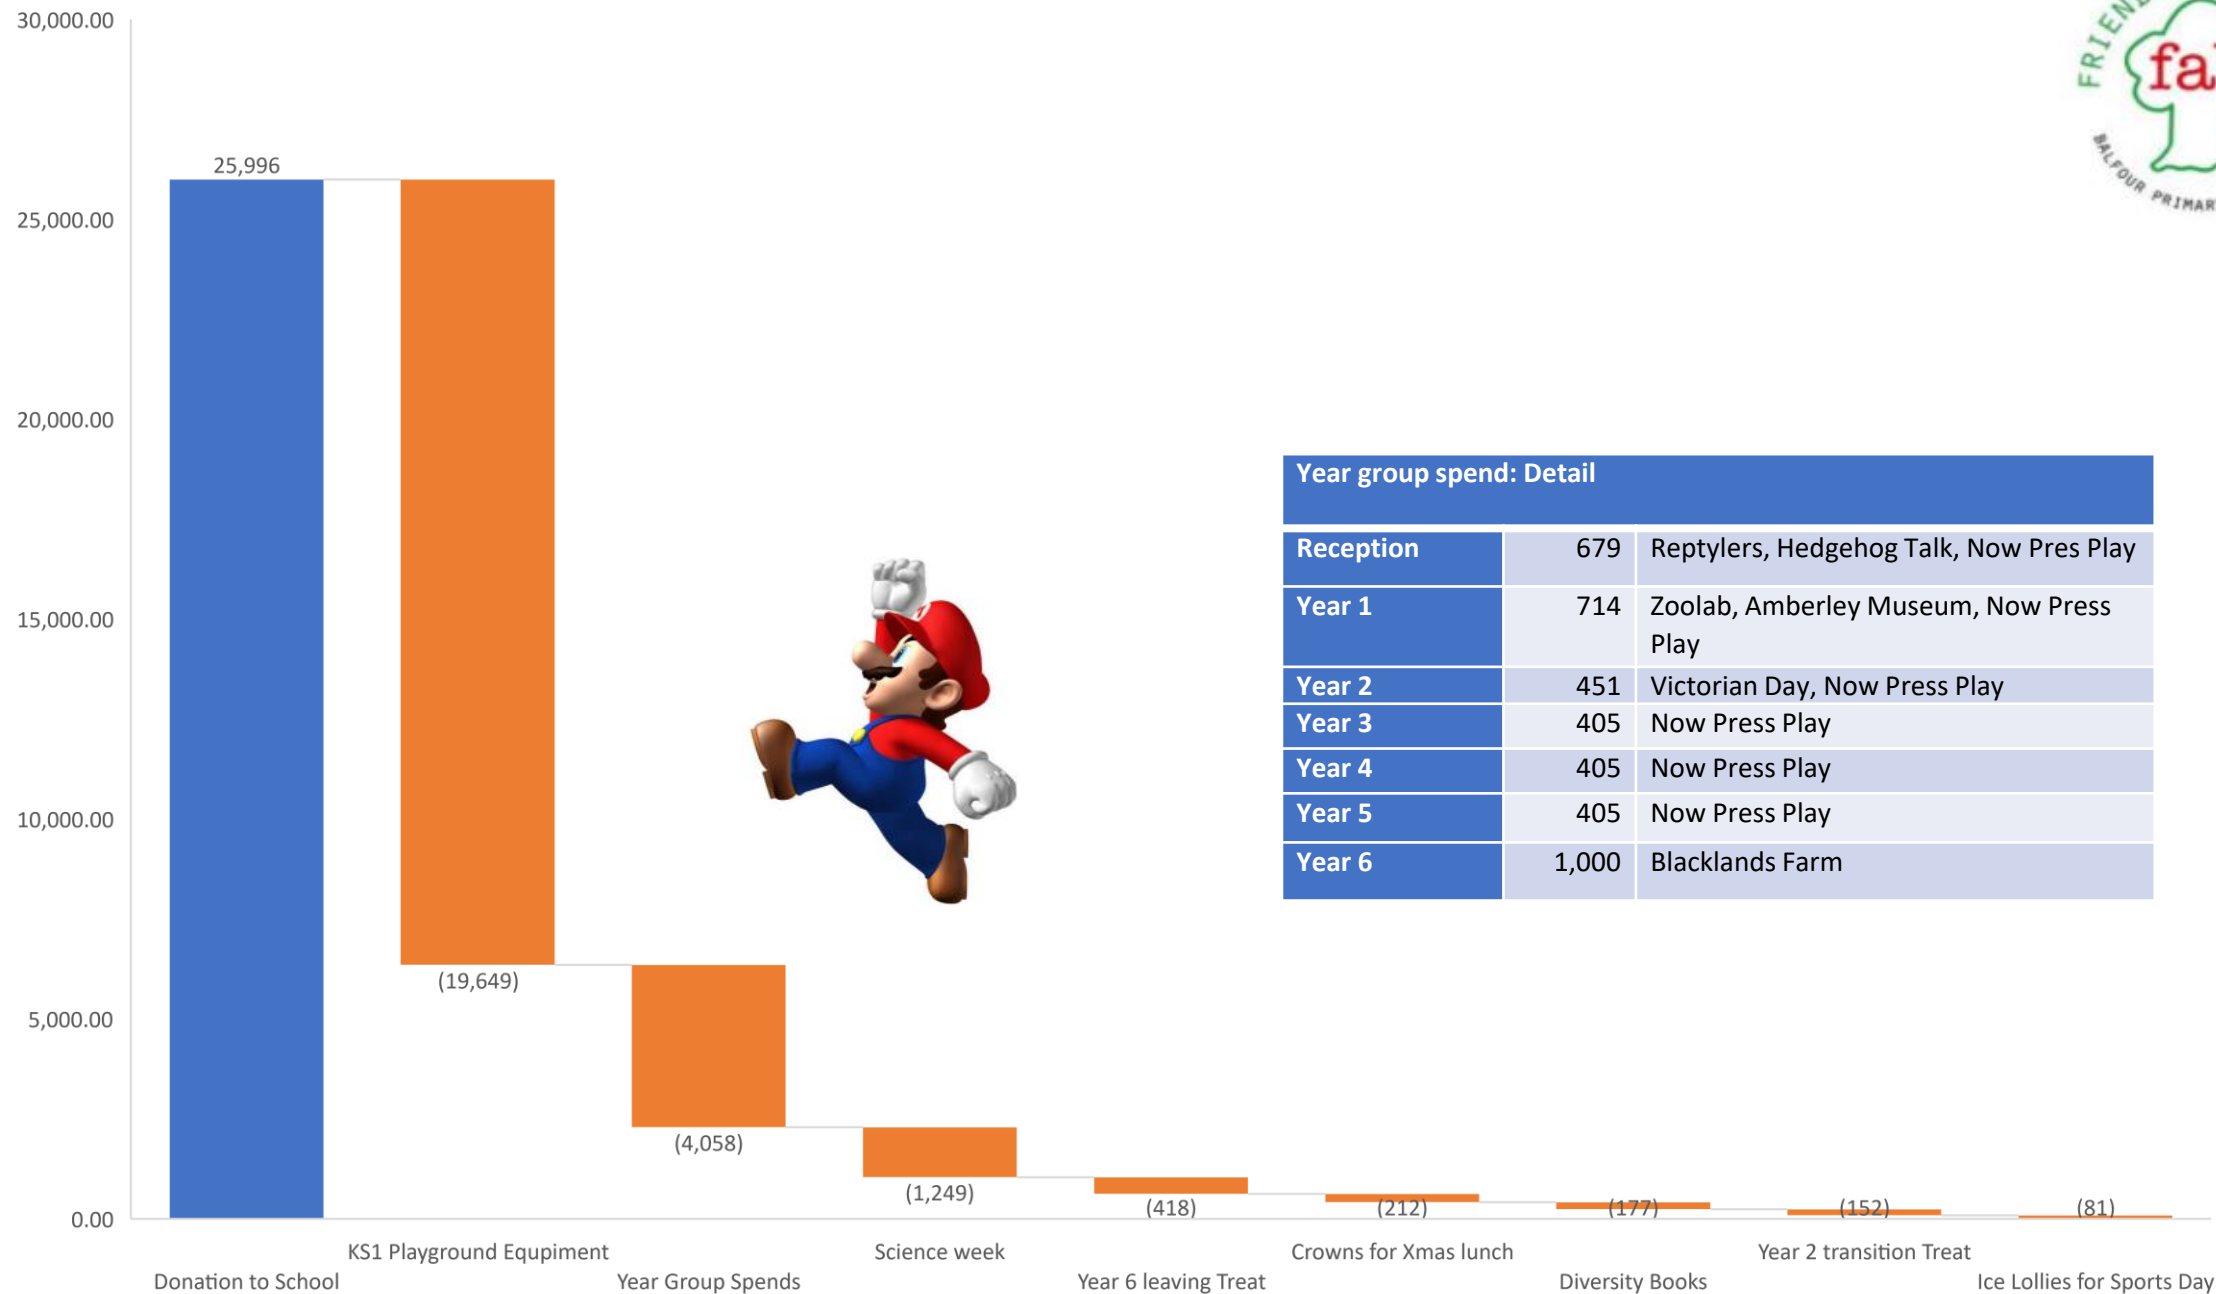 30,000.00
25,000.00
20,000.00
15,000.00
10,000.00
5,000.00
0.00
25,996
(19,649)
(4,058)
(1,249)
(418)
(212)
(177)
(152)
(81)
KS1 Playground Equpiment
Science week
Crowns for Xmas lunch
Year 2 transition Treat
Donation to School
Year Group Spends
Year 6 leaving Treat
Diversity Books
Ice Lollies for Sports Day
Year group spend: Detail
Reception 679 Reptylers, Hedgehog Talk, Now Pres Play
Year 1 714 Zoolab, Amberley Museum, Now Press
Play
Year 2 451 Victorian Day, Now Press Play
Year 3 405 Now Press Play
Year 4 405 Now Press Play
Year 5 405 Now Press Play
Year 6 1,000 Blacklands Farm
BALFOUR